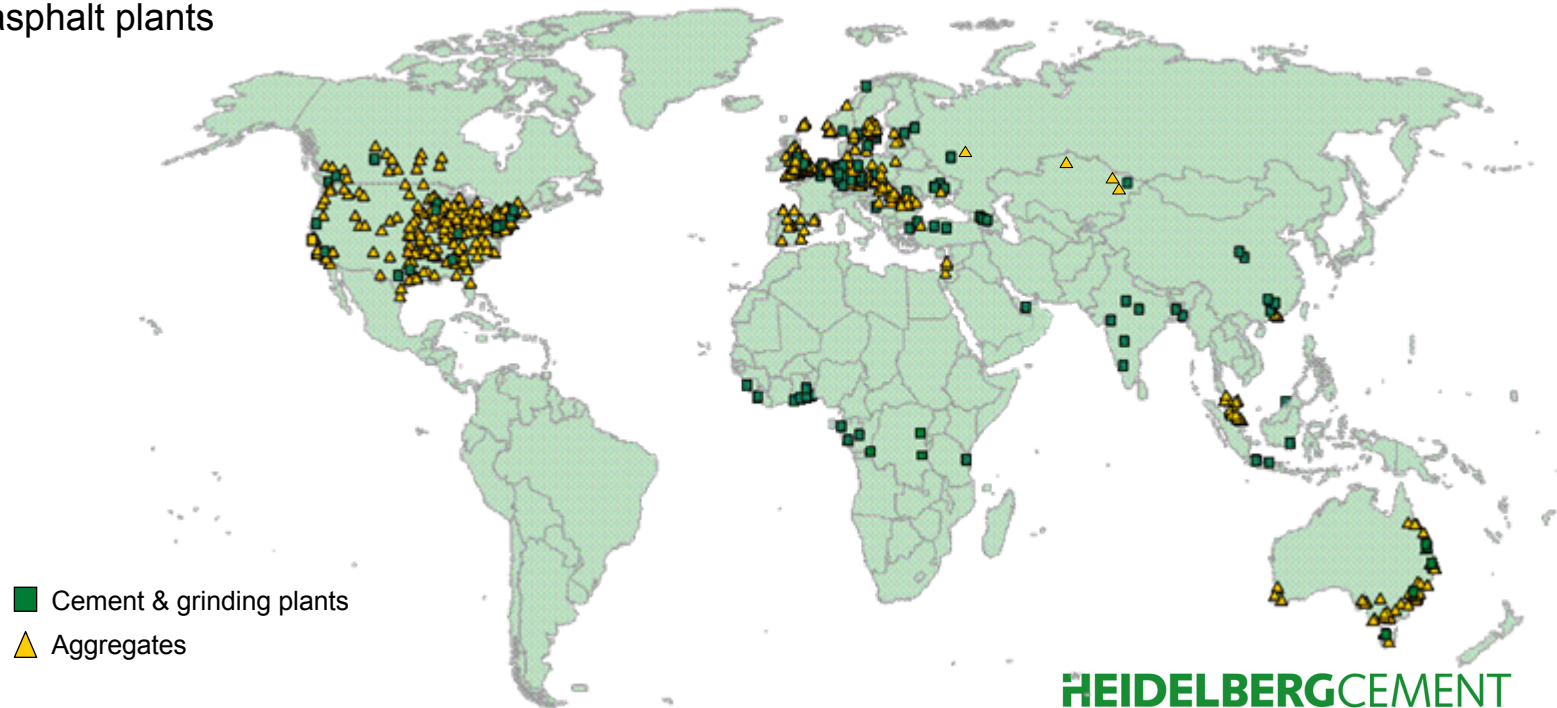 asphalt plants
Cement & grinding plants
Aggregates
HEIDELBERGCEMENT